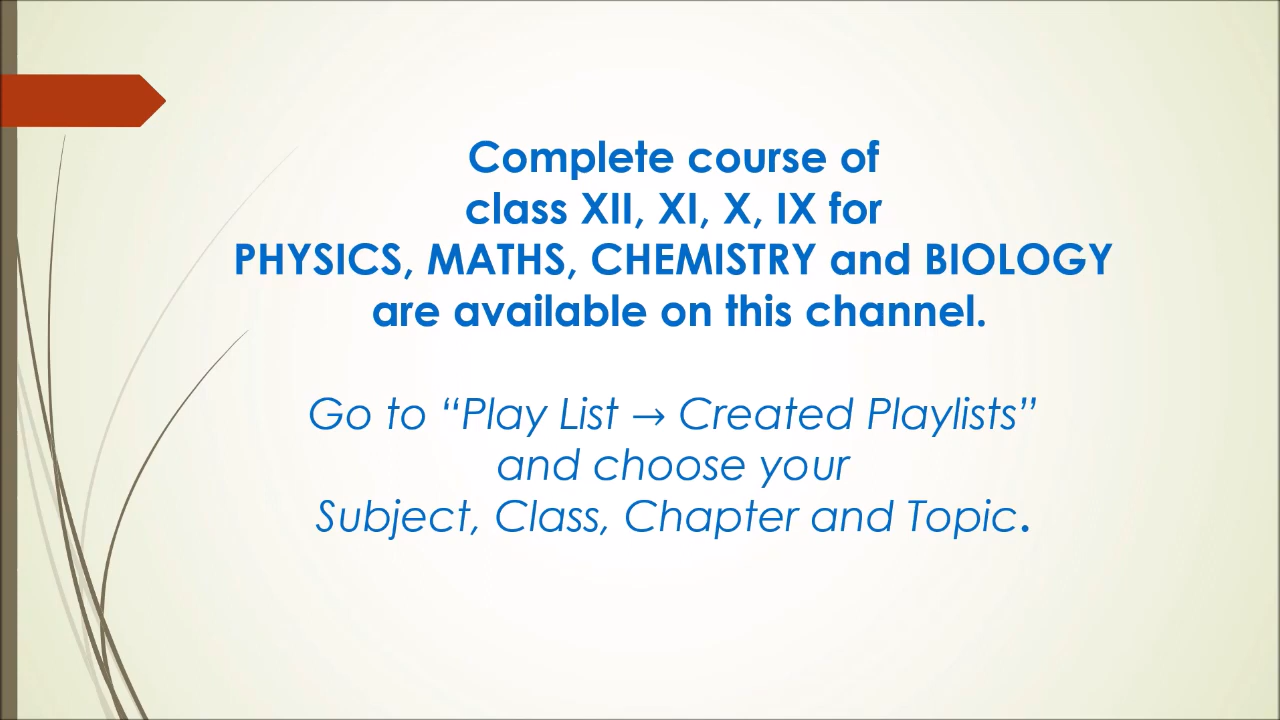 Complete course of
class XII, XI, X, IX for
PHYSICS, MATHS, CHEMISTRY and BIOLOGY
are available on this channel.
Go to “Play List → Created Playlists”
and choose your
Subject, Class, Chapter and Topic.